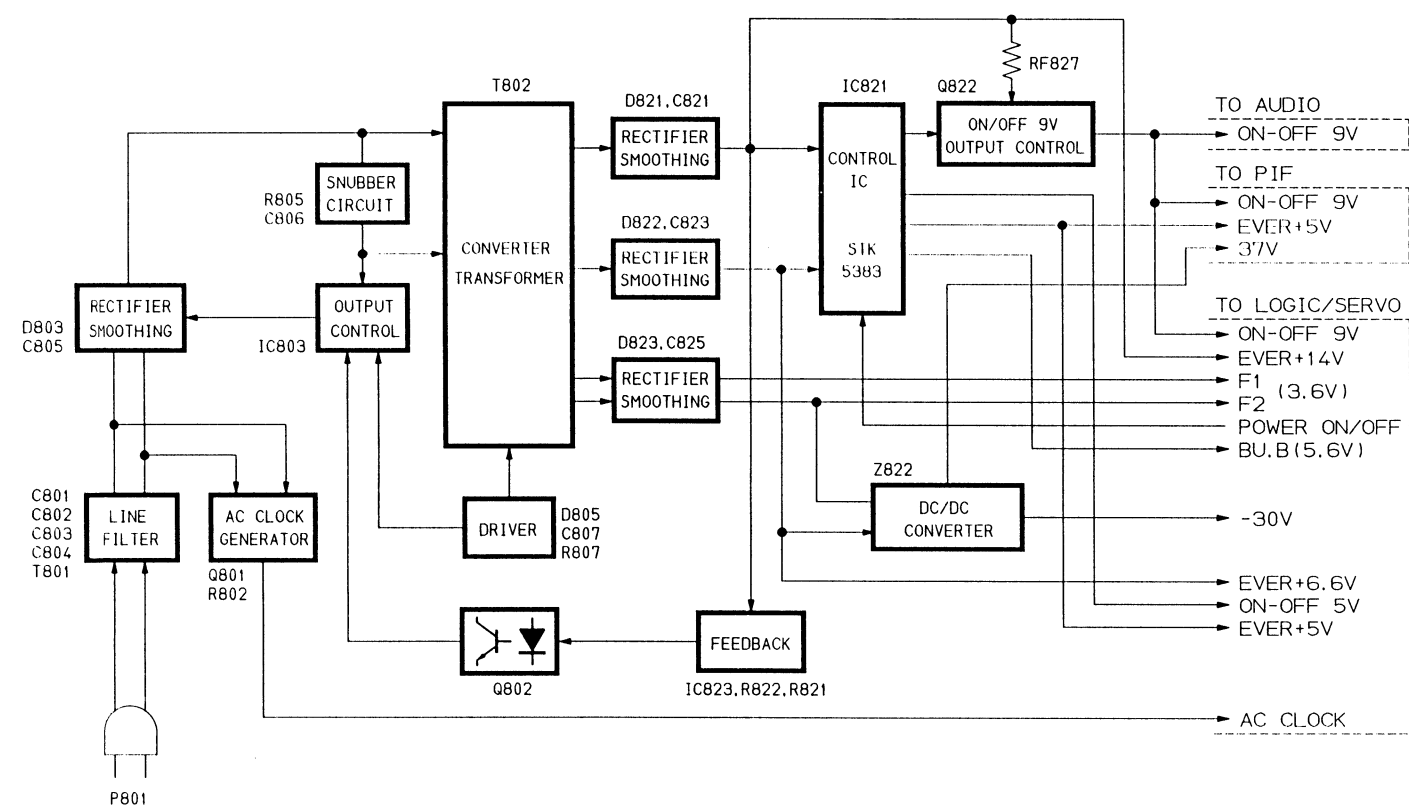 T802
RF827
IC821
Q822
D821,C821
RECTIFIER
SMOOTHING
ON/OFF 9V
OUTPUT CONTROL
CONTROL
IC
STK
5383
TO AUDIO
ON-OFF 9V
TO PIF
ON-OFF 9V
EVER+5V
37V
SNUBBER
CIRCUIT
R805
C806
CONVERTER
TRANSFORMER
D822,C823
RECTIFIER
SMOOTHING
RECTIFIER
SMOOTHING
D803
C805
OUTPUT
CONTROL
IC803
D823,C825
RECTIFIER
SMOOTHING
TO LOGIC/SERVO
ON-OFF 9V
EVER+14V
F1
(3.6V)
F2
POWER ON/OFF
BU.B(5.6V)
C801
C802
C803
C804
T801
LINE
FILTER
AC CLOCK
GENERATOR
Q801
R802
DRIVER
D805
C807
R807
Z822
DC/DC
CONVERTER
-30V
EVER+6.6V
ON-OFF 5V
EVER+5V
Q802
FEEDBACK
IC823,R822,R821
AC CLOCK
P801